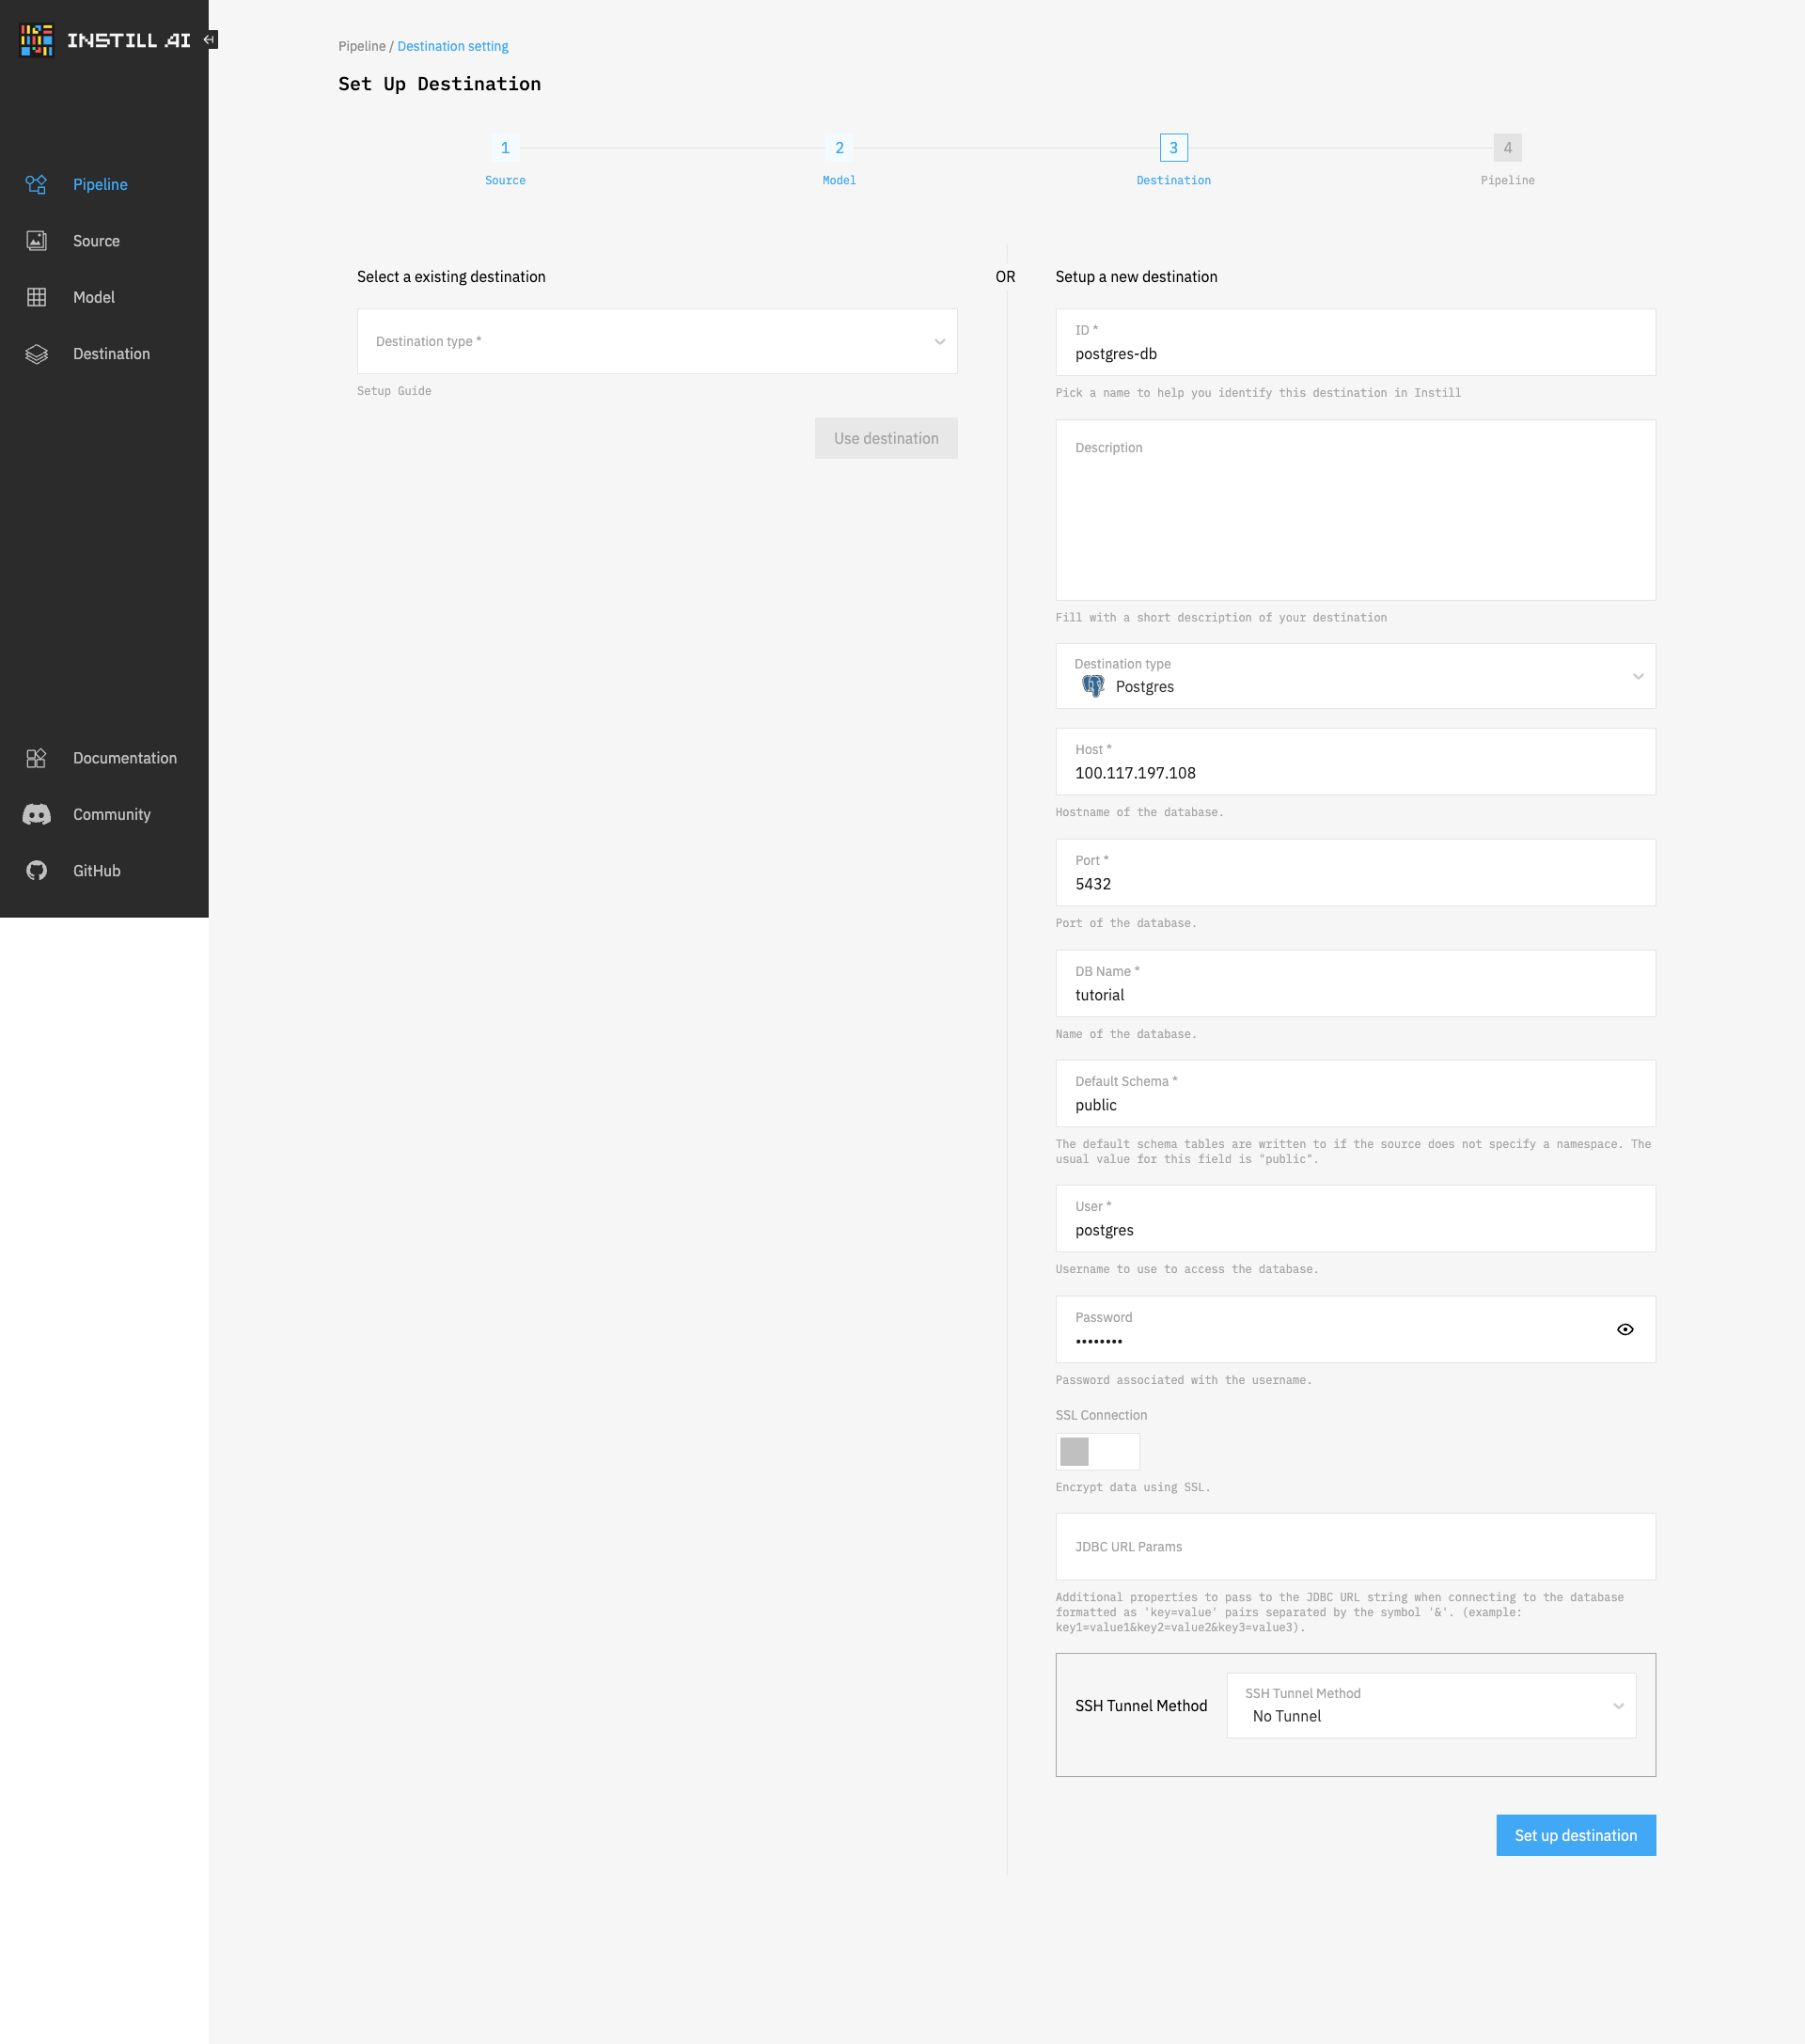 INSTILL AI
Pipeline
Source
Model
Destination
Documentation
Community
GitHub
Pipeline / Destination setting
Set Up Destination
1
Source
2
Model
3
Destination
4
Pipeline
Select a existing destination
Destination type *
Setup Guide
Use destination
OR
Setup a new destination
ID *
postgres-db
Pick a name to help you identify this destination in Instill
Description
Fill with a short description of your destination
Destination type
Postgres
Host *
100.117.197.108
Hostname of the database.
Port *
5432
Port of the database.
DB Name *
tutorial
Name of the database.
Default Schema *
public
The default schema tables are written to if the source does not specify a namespace. The
usual value for this field is "public".
User *
postgres
Username to use to access the database.
Password
••••••••
Password associated with the username.
SSL Connection
Encrypt data using SSL.
JDBC URL Params
Additional properties to pass to the JDBC URL string when connecting to the database
formatted as 'key=value' pairs separated by the symbol '&'. (example:
key1=value1&key2=value2&key3=value3).
SSH Tunnel Method
SSH Tunnel Method
No Tunnel
Set up destination